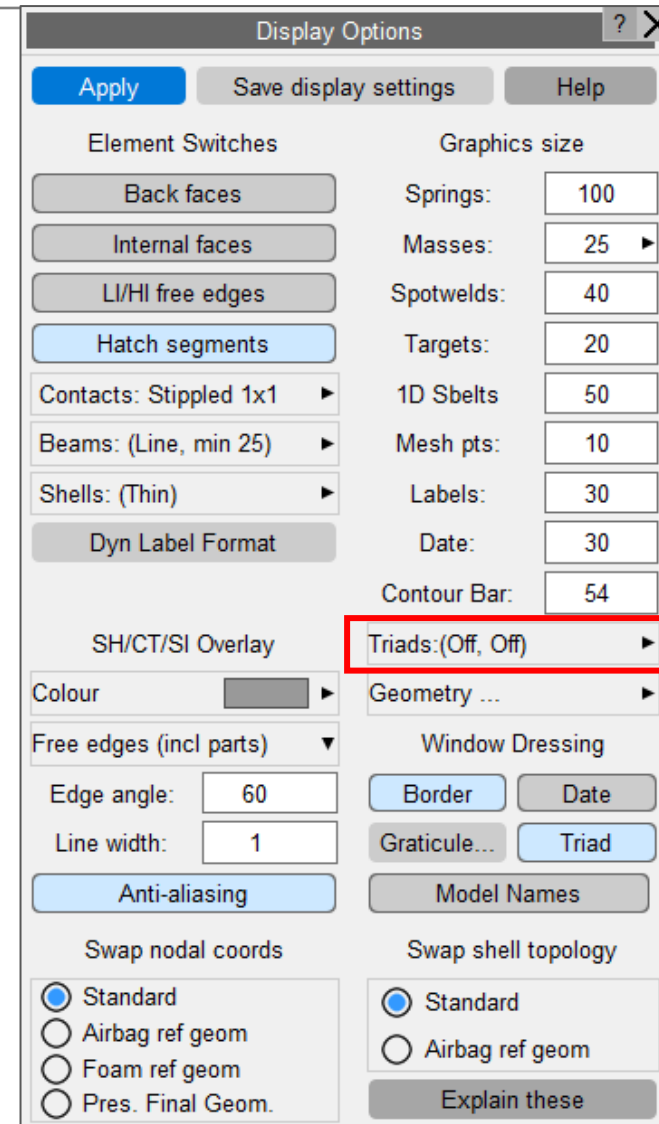 Display Options
?
Apply
Save display settings
Help
Element Switches
Back faces
Internal faces
LI/HI free edges
Hatch segments
Contacts: Stippled 1x1
Beams: (Line, min 25)
Shells: (Thin)
Dyn Label Format
Graphics size
Springs: 100
Masses: 25
Spotwelds: 40
Targets: 20
1D Sbelts 50
Mesh pts: 10
Labels: 30
Date: 30
Contour Bar: 54
Triads:(Off, Off)
Geometry ...
SH/CT/SI Overlay
Colour
Free edges (incl parts)
Edge angle: 60
Line width: 1
Anti-aliasing
Window Dressing
Border
Date
Graticule...
Triad
Model Names
Swap nodal coords
Standard
Airbag ref geom
Foam ref geom
Pres. Final Geom.
Swap shell topology
Standard
Airbag ref geom
Explain these